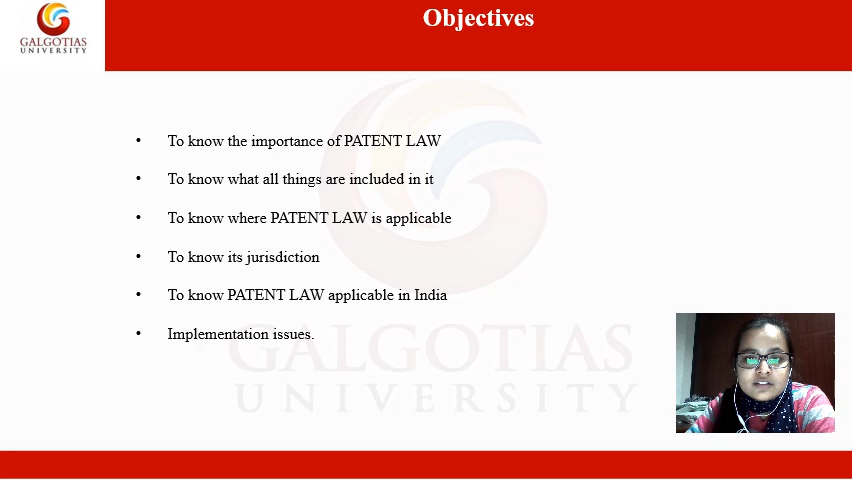 Objectives
GALGOTIAS
UNIVERSITY
• To know the importance of PATENT LAW
• To know what all things are included in it
• To know where PATENT LAW is applicable
• To know its jurisdiction
• To know PATENT LAW applicable in India
• Implementation issues.
GALGOTIAS
UNIVERSITY